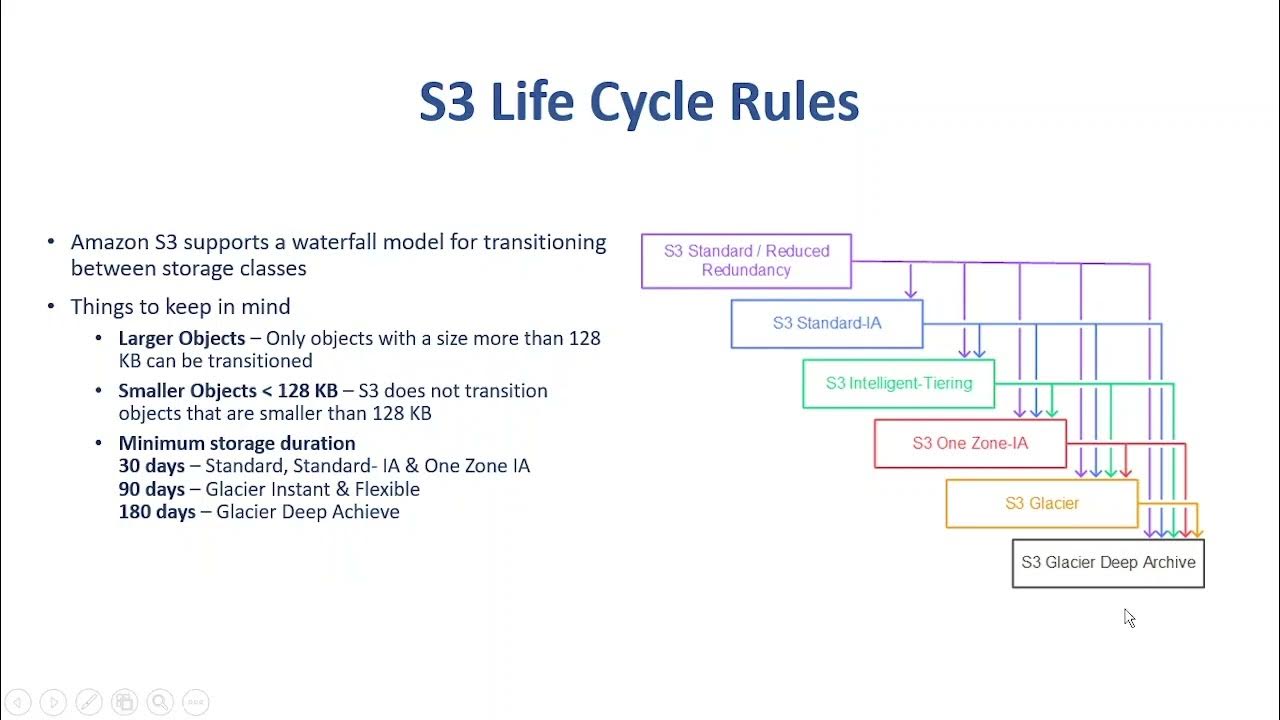 S3 Life Cycle Rules
• Amazon S3 supports a waterfall model for transitioning
between storage classes
• Things to keep in mind
• Larger Objects – Only objects with a size more than 128
KB can be transitioned
• Smaller Objects < 128 KB – S3 does not transition
objects that are smaller than 128 KB
• Minimum storage duration
30 days – Standard, Standard- IA & One Zone IA
90 days – Glacier Instant & Flexible
180 days – Glacier Deep Achieve
S3 Standard / Reduced
Redundancy
S3 Standard-IA
S3 Intelligent-Tiering
S3 One Zone-IA
S3 Glacier
S3 Glacier Deep Archive